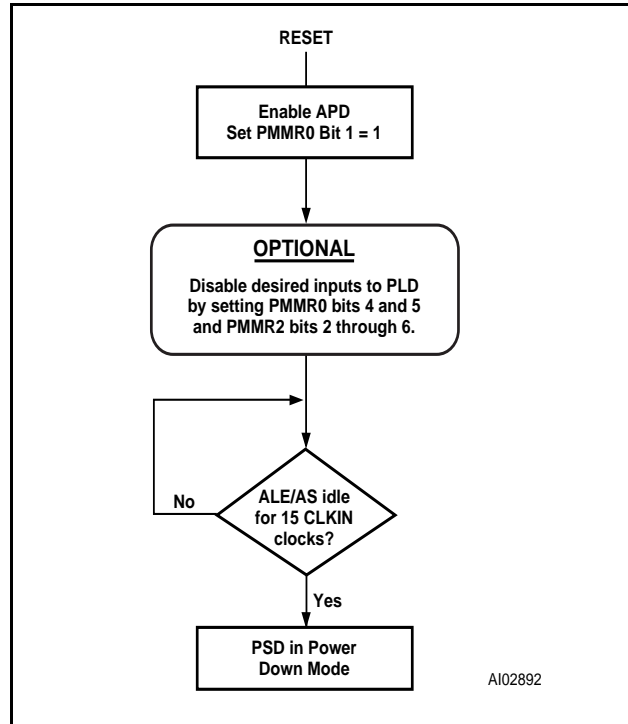 RESET
Enable APD
Set PMMR0 Bit 1 = 1
OPTIONAL
Disable desired inputs to PLD
by setting PMMR0 bits 4 and 5
and PMMR2 bits 2 through 6.
No
ALE/AS idle
for 15 CLKIN
clocks?
Yes
PSD in Power
Down Mode
AI02892